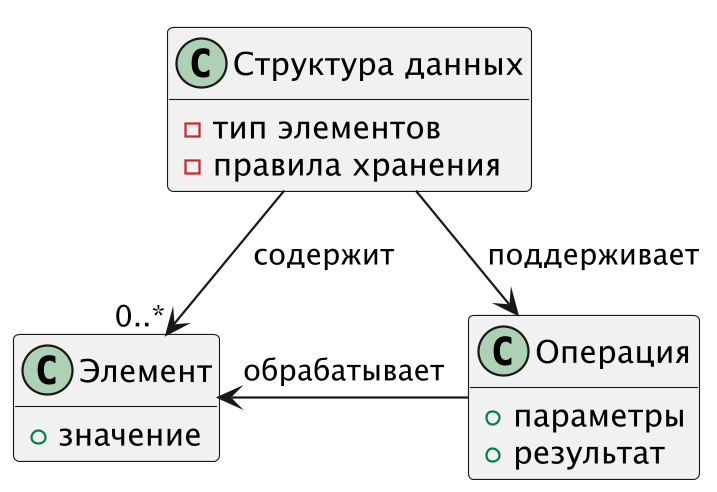 C Структура данных
тип элементов
правила хранения
содержит
поддерживает
0..*
C Элемент
значение
обрабатывает
C Операция
параметры
результат